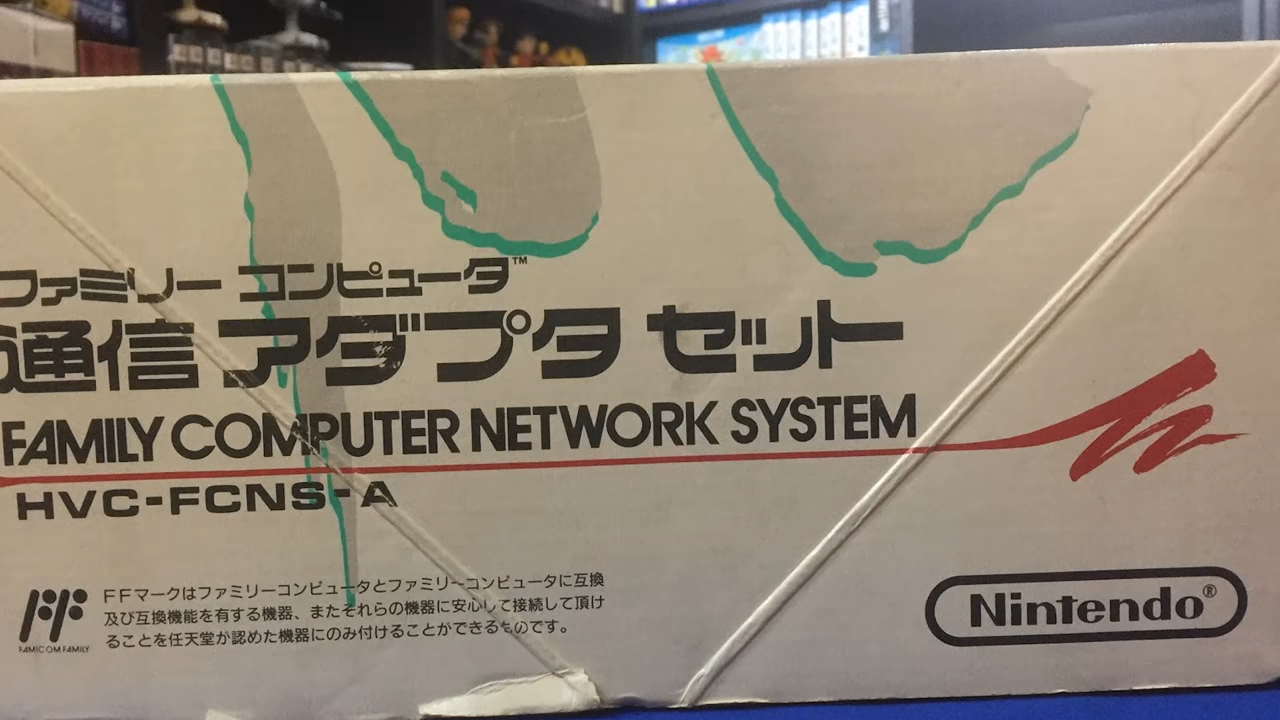 ファミリー コンピュータ™
通信 アダプタ セット
FAMILY COMPUTER NETWORK SYSTEM
HVC-FCNS-A
FF
FAMICOM FAMILY
FFマークはファミリーコンピュータとファミリーコンピュータに互換
及び互換機能を有する機器、またそれらの機器に安心して接続して頂け
ることを任天堂が認めた機器にのみ付けることができるものです。
Nintendo®